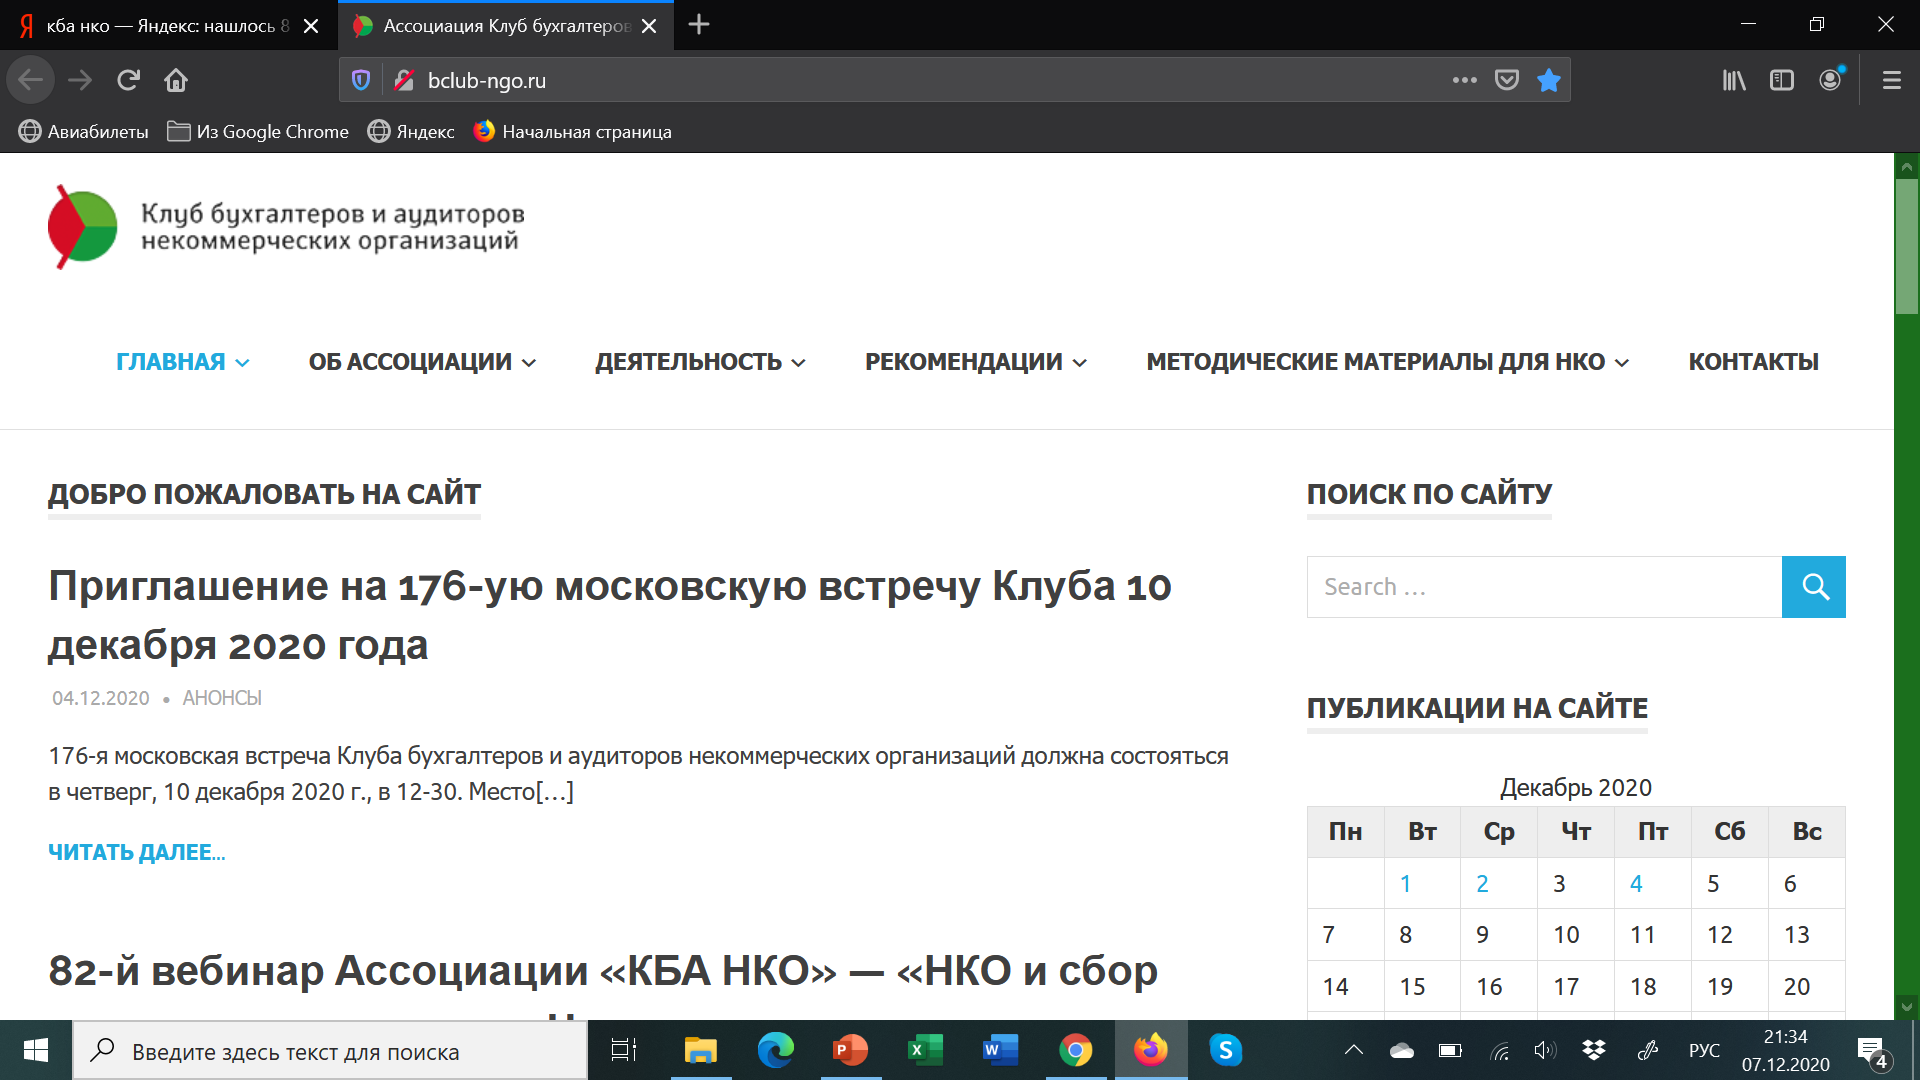 кба нко — Яндекс: нашлось 8
Ассоциация Клуб бухгалтеров
bclub-ngo.ru
Авиабилеты
Из Google Chrome
Яндекс
Начальная страница
Клуб бухгалтеров и аудиторов
некоммерческих организаций
ГЛАВНАЯ
ОБ АССОЦИАЦИИ
ДЕЯТЕЛЬНОСТЬ
РЕКОМЕНДАЦИИ
МЕТОДИЧЕСКИЕ МАТЕРИАЛЫ ДЛЯ НКО
КОНТАКТЫ
ДОБРО ПОЖАЛОВАТЬ НА САЙТ
Приглашение на 176-ую московскую встречу Клуба 10
декабря 2020 года
04.12.2020 • АНОНСЫ
176-я московская встреча Клуба бухгалтеров и аудиторов некоммерческих организаций должна состояться
в четверг, 10 декабря 2020 г., в 12-30. Место[…]
ЧИТАТЬ ДАЛЕЕ...
82-й вебинар Ассоциации «КБА НКО» — «НКО и сбор
ПОИСК ПО САЙТУ
Search …
ПУБЛИКАЦИИ НА САЙТЕ
Декабрь 2020
Пн Вт Ср Чт Пт Сб Вс
1 2 3 4 5 6
7 8 9 10 11 12 13
14 15 16 17 18 19 20
Введите здесь текст для поиска
РУС
21:34
07.12.2020
4